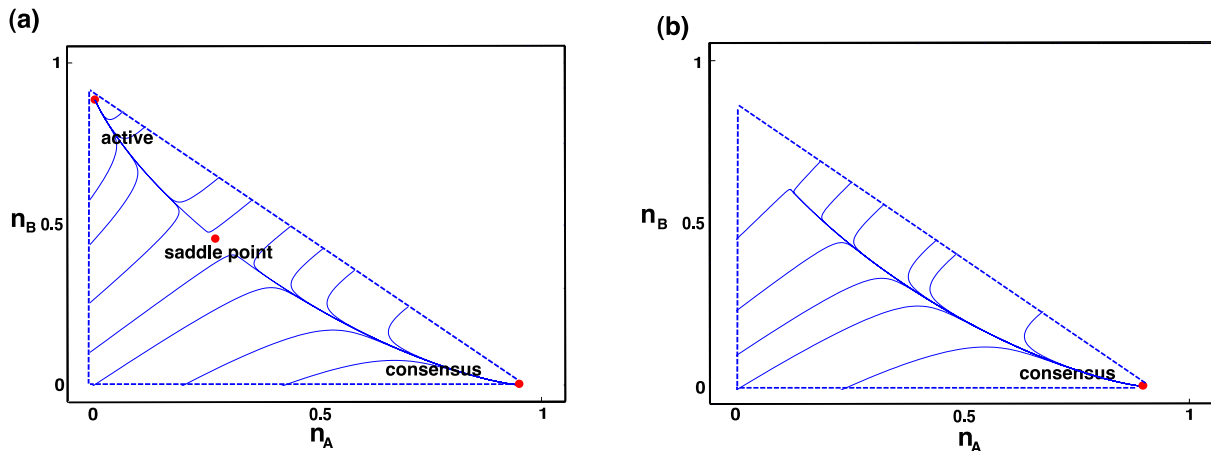 (a)
1
active
n_B 0.5
saddle point
consensus
0
0 0.5 1
n_A
(b)
1
n_B 0.5
consensus
0
0 0.5 1
n_A